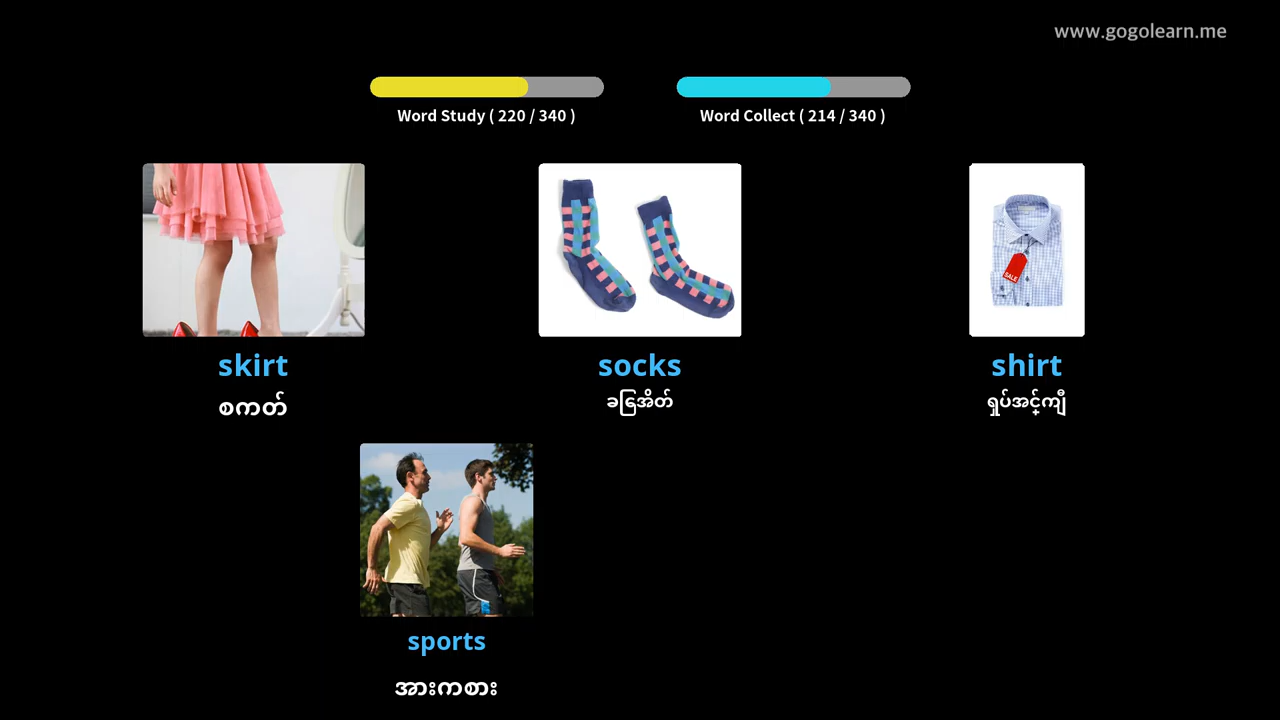 www.gogolearn.me
Word Study ( 220 / 340 )
Word Collect ( 214 / 340 )
skirt
socks
shirt
စကတ်
ခြေအိတ်
ရှပ်အင်္ကျီ
SALE
sports
အားကစား